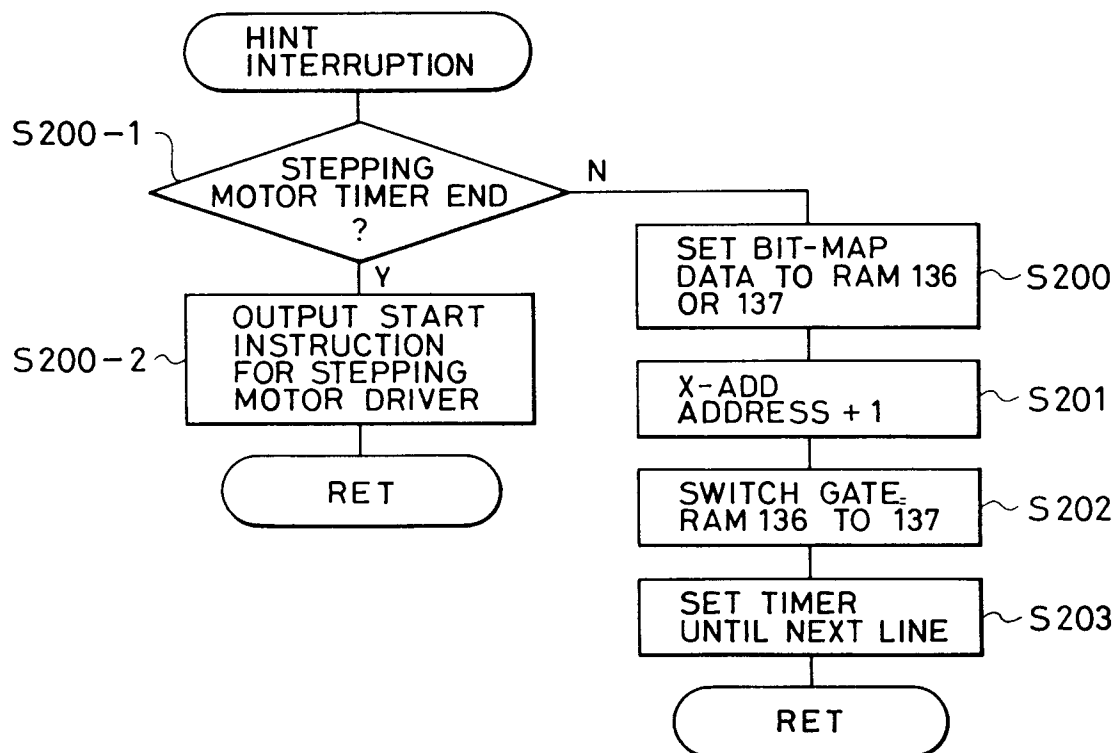 HINT
INTERRUPTION
S200-1
STEPPING
MOTOR TIMER END
?
N
Y
S200-2
OUTPUT START
INSTRUCTION
FOR STEPPING
MOTOR DRIVER
RET
SET BIT-MAP
DATA TO RAM 136
OR 137
S200
X-ADD
ADDRESS + 1
S201
SWITCH GATE=
RAM 136 TO 137
S202
SET TIMER
UNTIL NEXT LINE
S203
RET